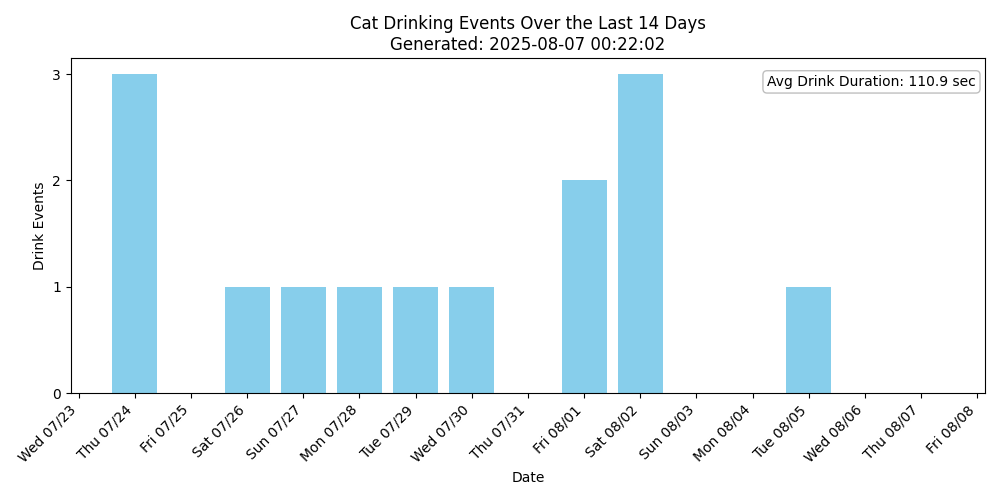 Cat Drinking Events Over the Last 14 Days
Generated: 2025-08-07 00:22:02
Avg Drink Duration: 110.9 sec
3
2
1
0
Drink Events
Wed 07/23
Thu 07/24
Fri 07/25
Sat 07/26
Sun 07/27
Mon 07/28
Tue 07/29
Wed 07/30
Thu 07/31
Fri 08/01
Sat 08/02
Sun 08/03
Mon 08/04
Tue 08/05
Wed 08/06
Thu 08/07
Fri 08/08
Date